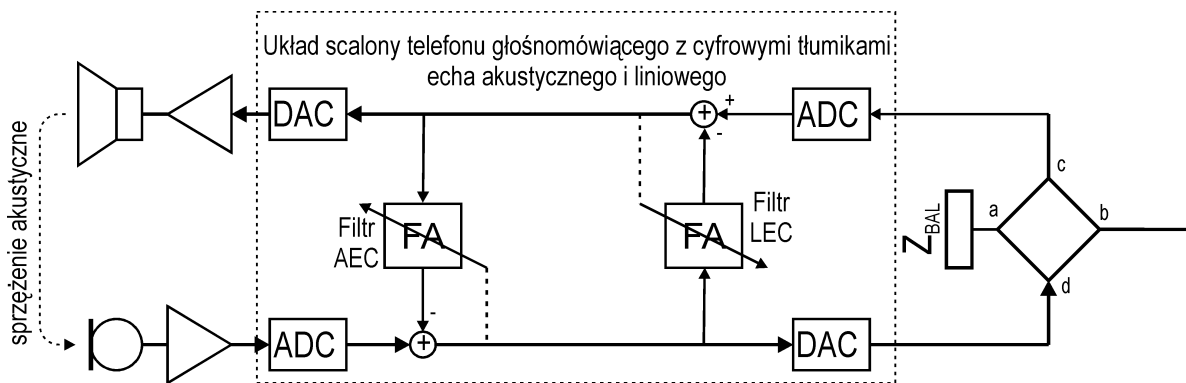 Układ scalony telefonu głośnomówiącego z cyfrowymi tłumikami
echa akustycznego i liniowego
DAC
+
+
-
ADC
sprzężenie akustyczne
Filtr
AEC
FA
FA
Filtr
LEC
Z BAL
a
c
b
d
ADC
-
+
DAC